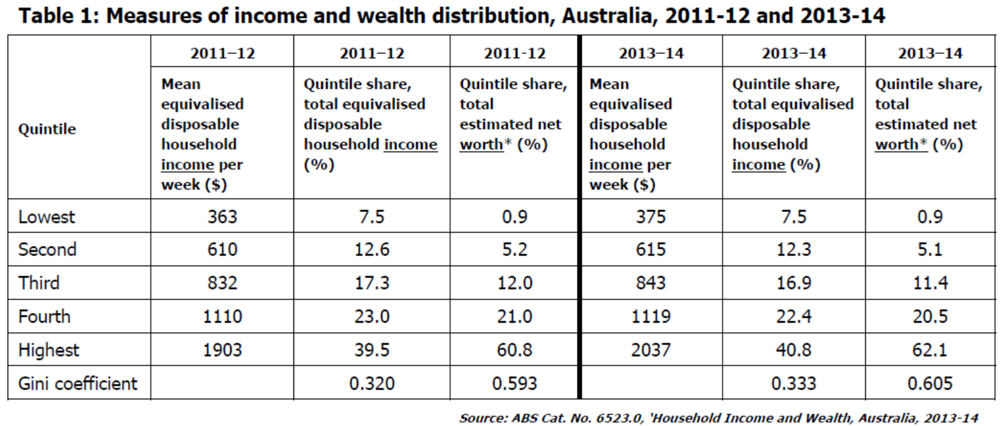 Table 1: Measures of income and wealth distribution, Australia, 2011-12 and 2013-14
Quintile
2011–12
2011–12
2011-12
2013–14
2013–14
2013–14
Mean
equivalised
disposable
household
income per
week ($)
Quintile share,
total equivalised
disposable
household income
(%)
Quintile share,
total
estimated net
worth* (%)
Mean
equivalised
disposable
household
income per
week ($)
Quintile share,
total equivalised
disposable
household
income (%)
Quintile share,
total
estimated net
worth* (%)
Lowest 363 7.5 0.9 375 7.5 0.9
Second 610 12.6 5.2 615 12.3 5.1
Third 832 17.3 12.0 843 16.9 11.4
Fourth 1110 23.0 21.0 1119 22.4 20.5
Highest 1903 39.5 60.8 2037 40.8 62.1
Gini coefficient 0.320 0.593 0.333 0.605
Source: ABS Cat. No. 6523.0, 'Household Income and Wealth, Australia, 2013-14